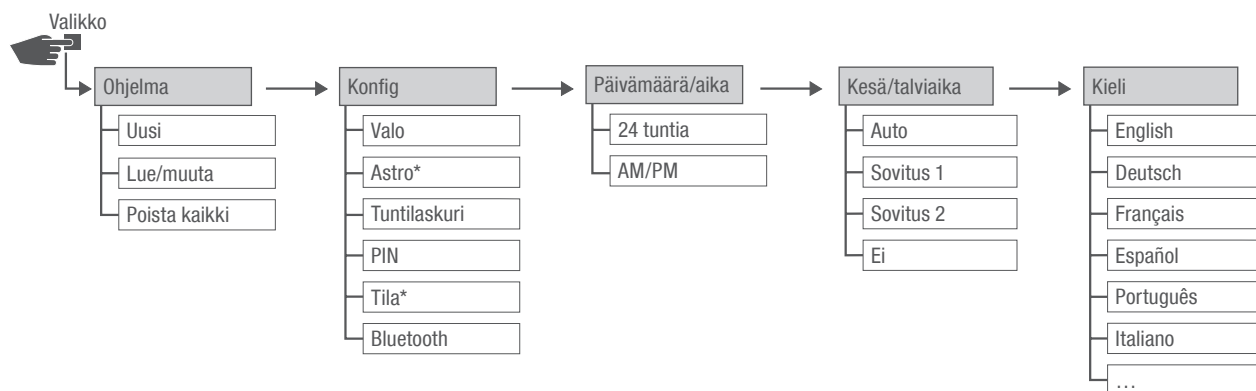 Valikko
Ohjelma
Uusi
Lue/muuta
Poista kaikki
Konfig
Valo
Astro*
Tuntilaskuri
PIN
Tila*
Bluetooth
Päivämäärä/aika
24 tuntia
AM/PM
Kesä/talviaika
Auto
Sovitus 1
Sovitus 2
Ei
Kieli
English
Deutsch
Français
Español
Português
Italiano
...